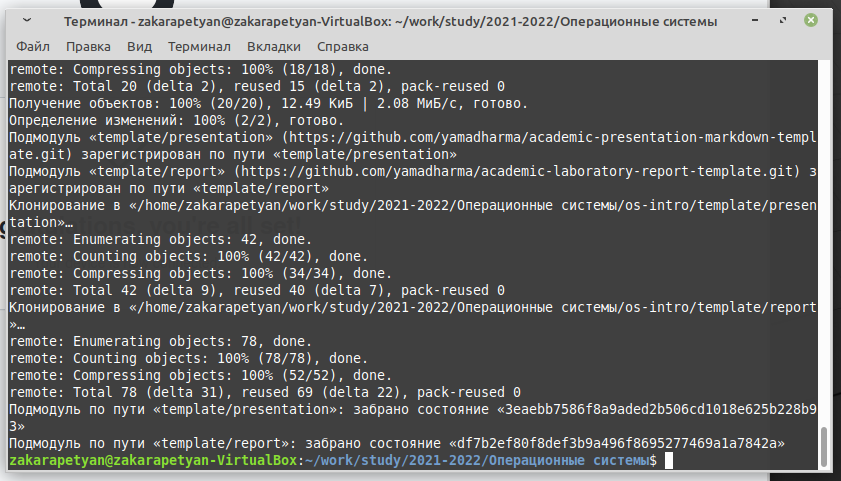 Терминал - zakarapetyan@zakarapetyan-VirtualBox: ~/work/study/2021-2022/Операционные системы
Файл Правка Вид Терминал Вкладки Справка
remote: Compressing objects: 100% (18/18), done.
remote: Total 20 (delta 2), reused 15 (delta 2), pack-reused 0
Получение объектов: 100% (20/20), 12.49 КиБ | 2.08 МиБ/с, готово.
Определение изменений: 100% (2/2), готово.
Подмодуль «template/presentation» (https://github.com/yamadharma/academic-presentation-markdown-templ
ate.git) зарегистрирован по пути «template/presentation»
Подмодуль «template/report» (https://github.com/yamadharma/academic-laboratory-report-template.git) з
арегистрирован по пути «template/report»
Клонирование в «/home/zakarapetyan/work/study/2021-2022/Операционные системы/os-intro/template/presen
tation»…
remote: Enumerating objects: 42, done.
remote: Counting objects: 100% (42/42), done.
remote: Compressing objects: 100% (34/34), done.
remote: Total 42 (delta 9), reused 40 (delta 7), pack-reused 0
Клонирование в «/home/zakarapetyan/work/study/2021-2022/Операционные системы/os-intro/template/report
»…
remote: Enumerating objects: 78, done.
remote: Counting objects: 100% (78/78), done.
remote: Compressing objects: 100% (52/52), done.
remote: Total 78 (delta 31), reused 69 (delta 22), pack-reused 0
Подмодуль по пути «template/presentation»: забрано состояние «3eaebb7586f8a9aded2b506cd1018e625b228b9
3»
Подмодуль по пути «template/report»: забрано состояние «df7b2ef80f8def3b9a496f8695277469a1a7842a»
zakarapetyan@zakarapetyan-VirtualBox:~/work/study/2021-2022/Операционные системы$